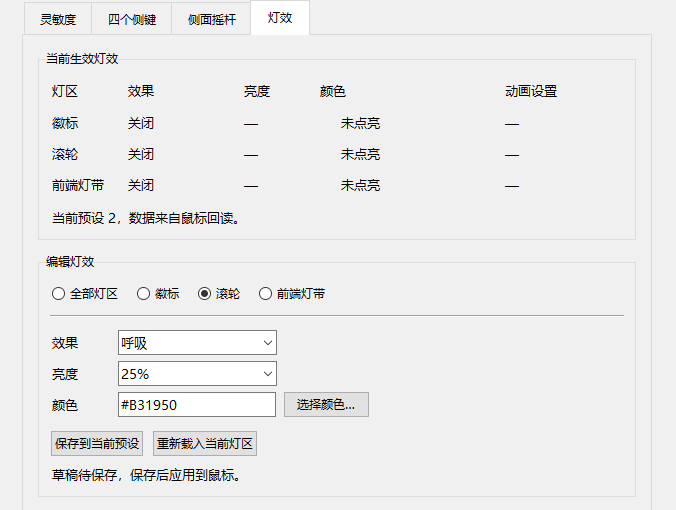 灵敏度 四个侧键 侧面摇杆 灯效
当前生效灯效
灯区 效果 亮度 颜色 动画设置
徽标 关闭 — 未点亮 —
滚轮 关闭 — 未点亮 —
前端灯带 关闭 — 未点亮 —
当前预设 2，数据来自鼠标回读。
编辑灯效
全部灯区 徽标 滚轮 前端灯带
效果 呼吸
亮度 25%
颜色 #B31950 选择颜色...
保存到当前预设 重新载入当前灯区
草稿待保存，保存后应用到鼠标。